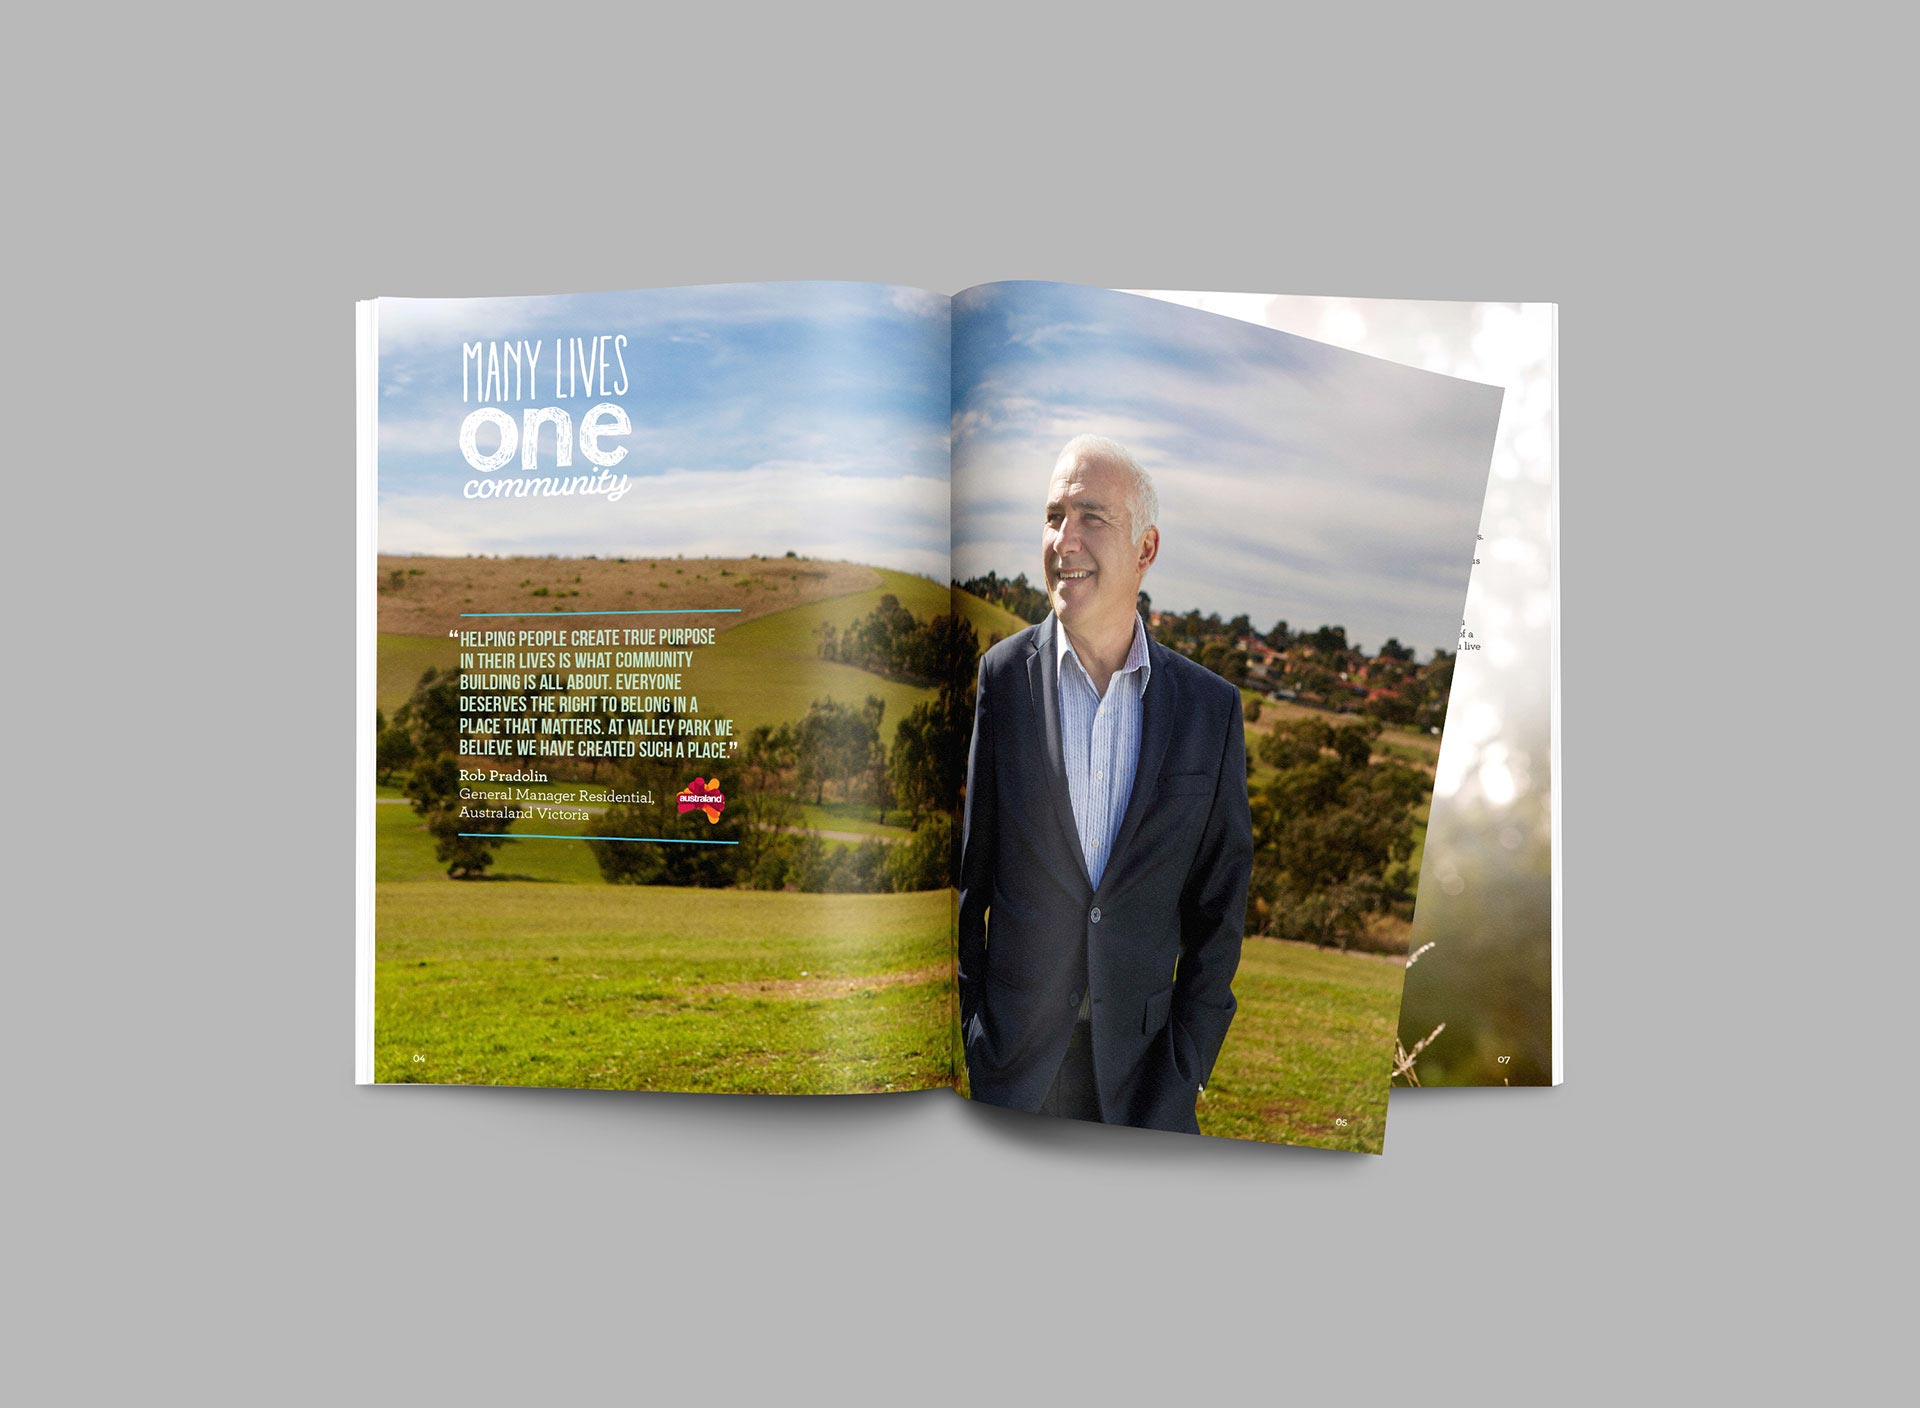 MANY LIVES
one
community
“HELPING PEOPLE CREATE TRUE PURPOSE
IN THEIR LIVES IS WHAT COMMUNITY
BUILDING IS ALL ABOUT. EVERYONE
DESERVES THE RIGHT TO BELONG IN A
PLACE THAT MATTERS. AT VALLEY PARK WE
BELIEVE WE HAVE CREATED SUCH A PLACE.”
Rob Pradolin
General Manager Residential,
Australand Victoria
australand
04
05
of a
live
07